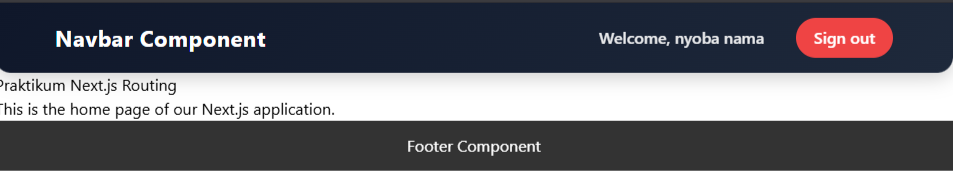 Navbar Component
Welcome, nyoba nama
Sign out
Praktikum Next.js Routing
This is the home page of our Next.js application.
Footer Component